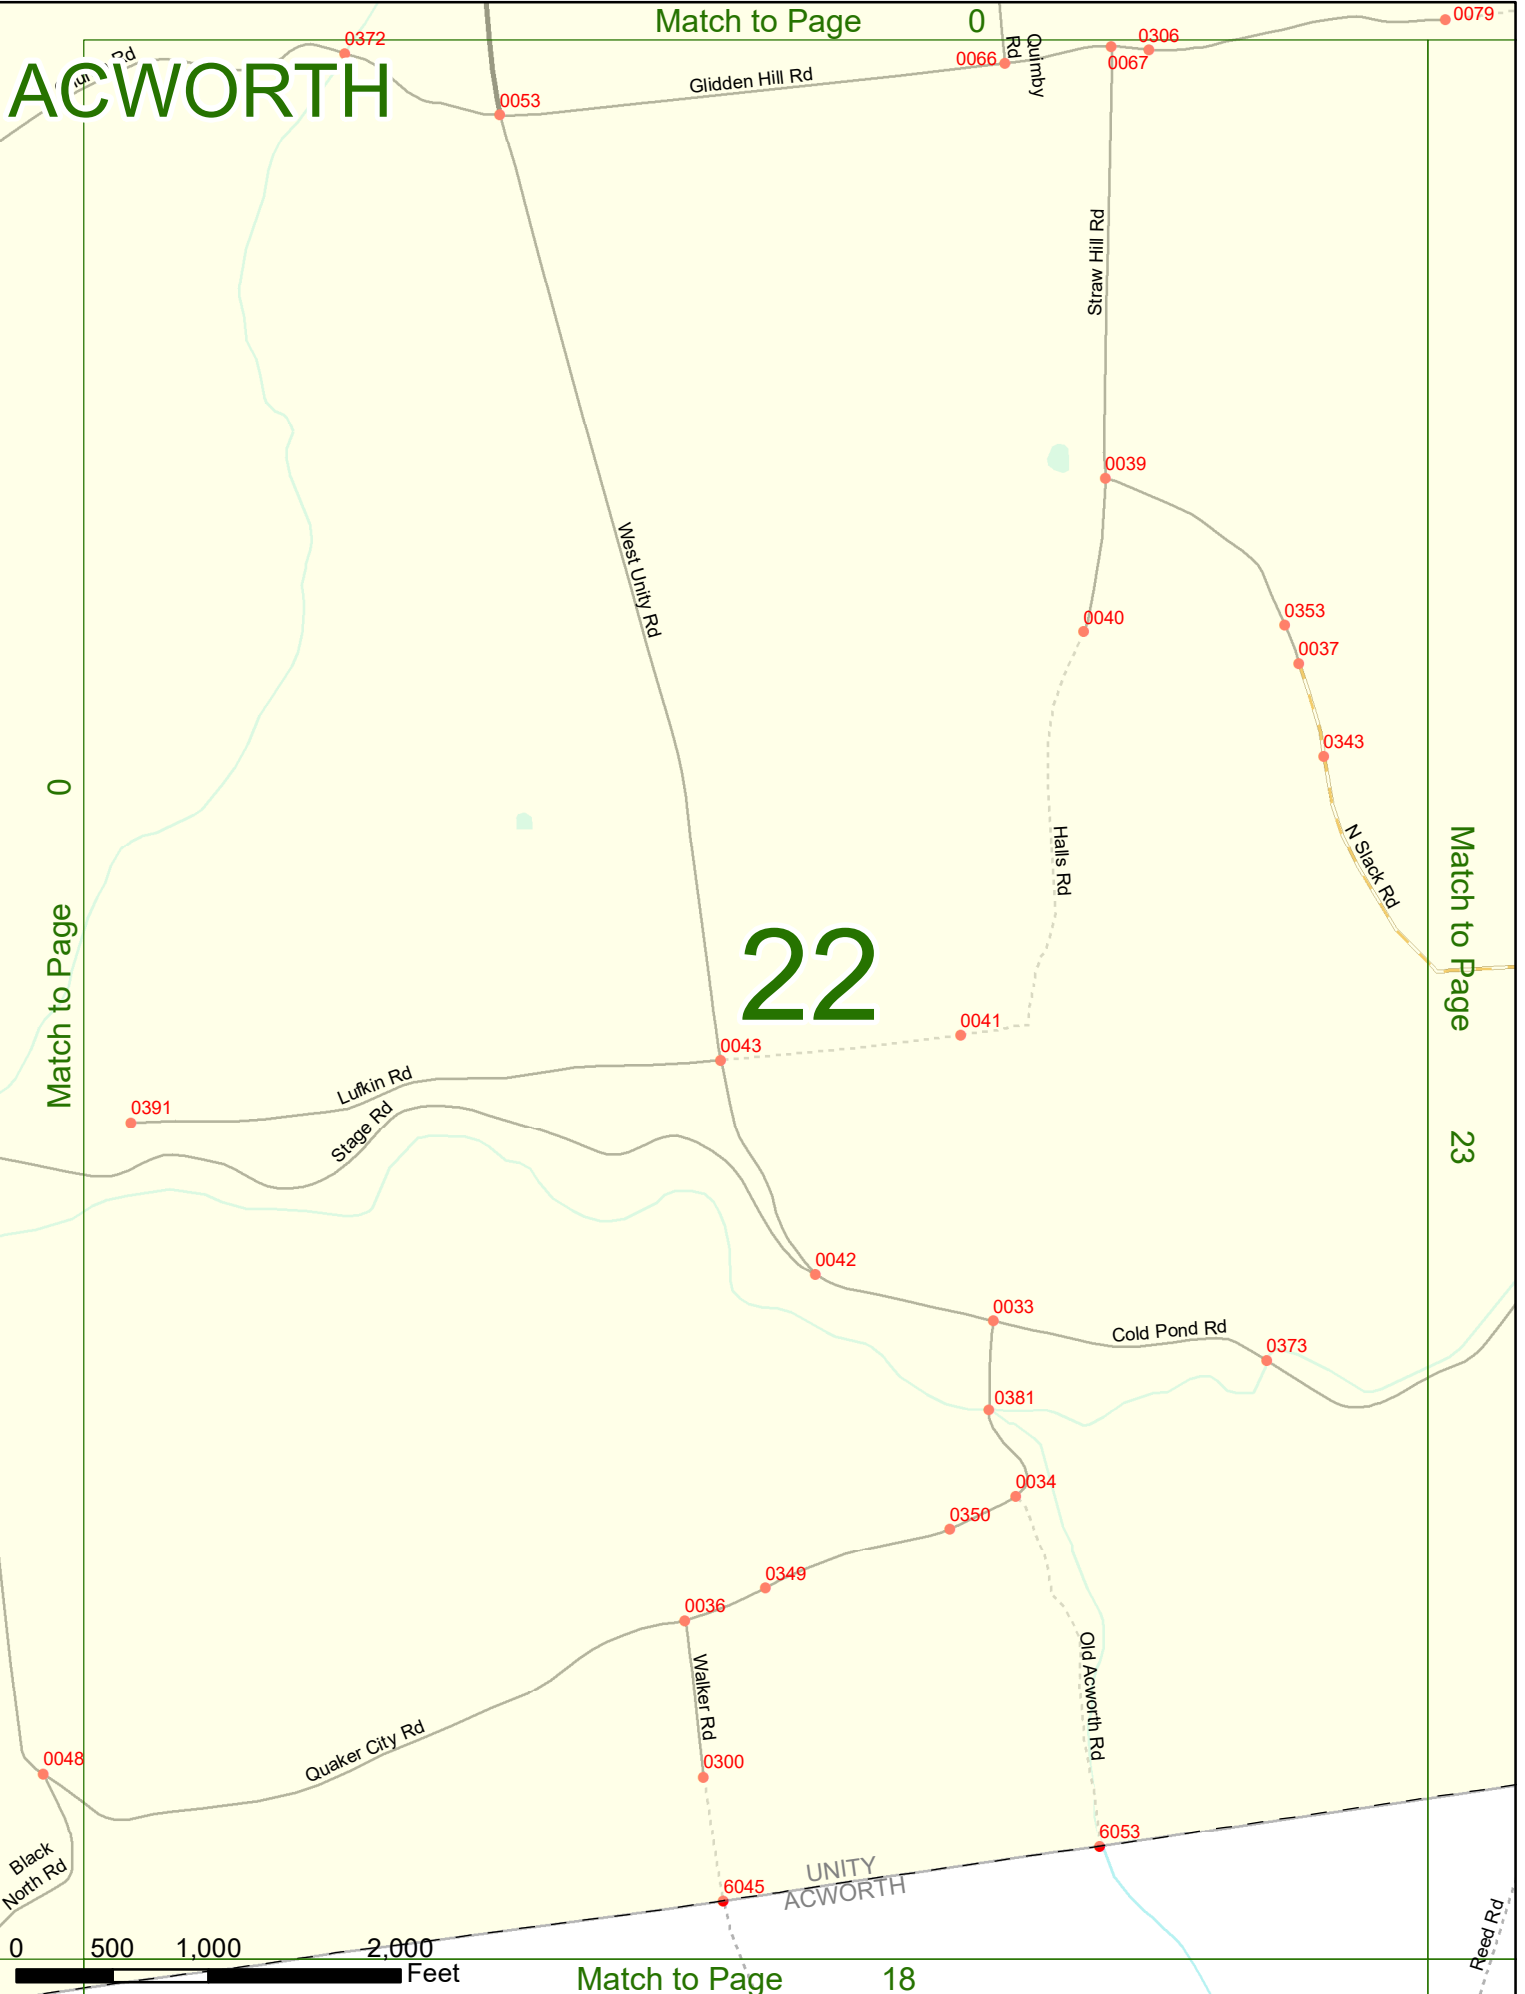 Match to Page 0
0079
0372
0306
Rd
Quimby
0066
0067
ACWORTH
Rd
Glidden Hill Rd
0053
Straw Hill Rd
0039
West Unity Rd
0040
0353
0037
0343
Match to Page 0
Halls Rd
N Slack Rd
Match to Page 23
22
0041
0043
Lufkin Rd
0391
Stage Rd
0042
0033
Cold Pond Rd
0373
0381
0034
0350
0349
0036
Walker Rd
Old Acworth Rd
Quaker City Rd
0048
0300
6053
Black
North Rd
UNITY
ACWORTH
6045
Reed Rd
0 500 1,000 2,000
Feet
Match to Page 18